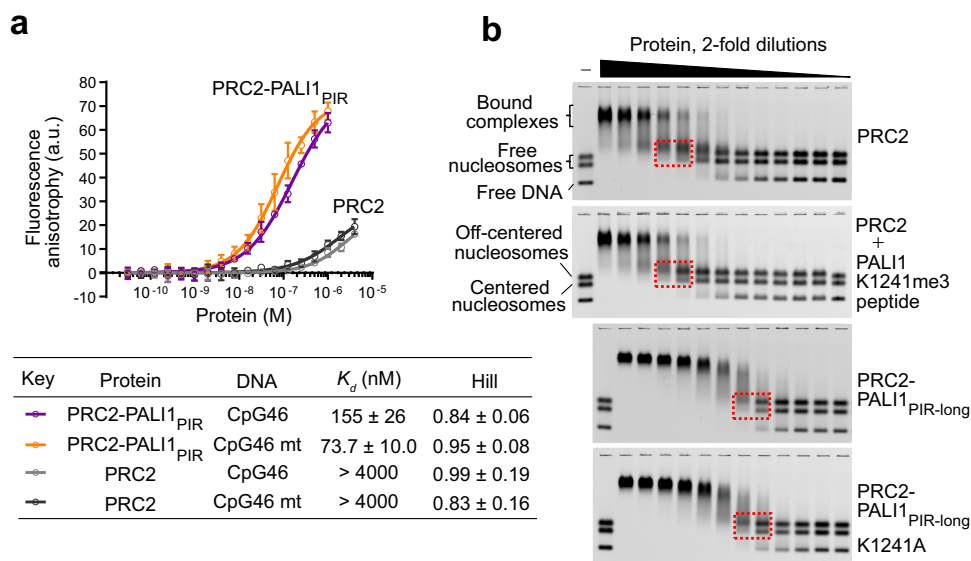 a
PRC2-PALI1PIR
PRC2
Fluorescence
anisotropy (a.u.)
80
70
60
50
40
30
20
10
0
-10
10-10 10-9 10-8 10-7 10-6 10-5
Protein (M)
Key Protein DNA Kd (nM) Hill
PRC2-PALI1PIR CpG46 155 ± 26 0.84 ± 0.06
PRC2-PALI1PIR CpG46 mt 73.7 ± 10.0 0.95 ± 0.08
PRC2 CpG46 > 4000 0.99 ± 0.19
PRC2 CpG46 mt > 4000 0.83 ± 0.16
b
Protein, 2-fold dilutions
–
Bound
complexes
Free
nucleosomes
Free DNA
PRC2
Off-centered
nucleosomes
Centered
nucleosomes
PRC2
+
PALI1
K1241me3
peptide
PRC2-
PALI1PIR-long
PRC2-
PALI1PIR-long
K1241A